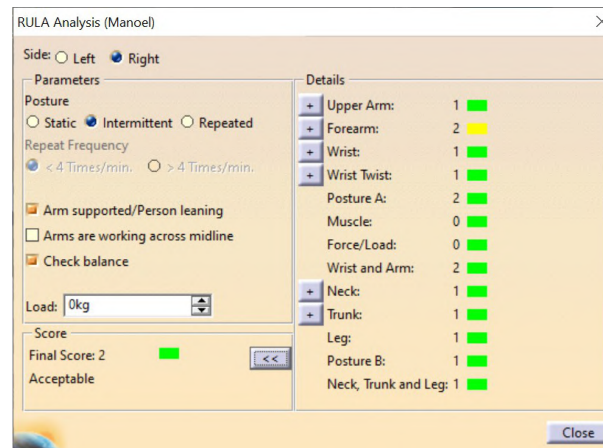 RULA Analysis (Manoel)
Side: Left Right
Parameters
Posture
Static Intermittent Repeated
Repeat Frequency
< 4 Times/min. > 4 Times/min.
Arm supported/Person leaning
Arms are working across midline
Check balance
Load: 0kg
Score
Final Score: 2
<<
Acceptable
Details
+ Upper Arm: 1
+ Forearm: 2
+ Wrist: 1
+ Wrist Twist: 1
Posture A: 2
Muscle: 0
Force/Load: 0
Wrist and Arm: 2
+ Neck: 1
+ Trunk: 1
Leg: 1
Posture B: 1
Neck, Trunk and Leg: 1
Close